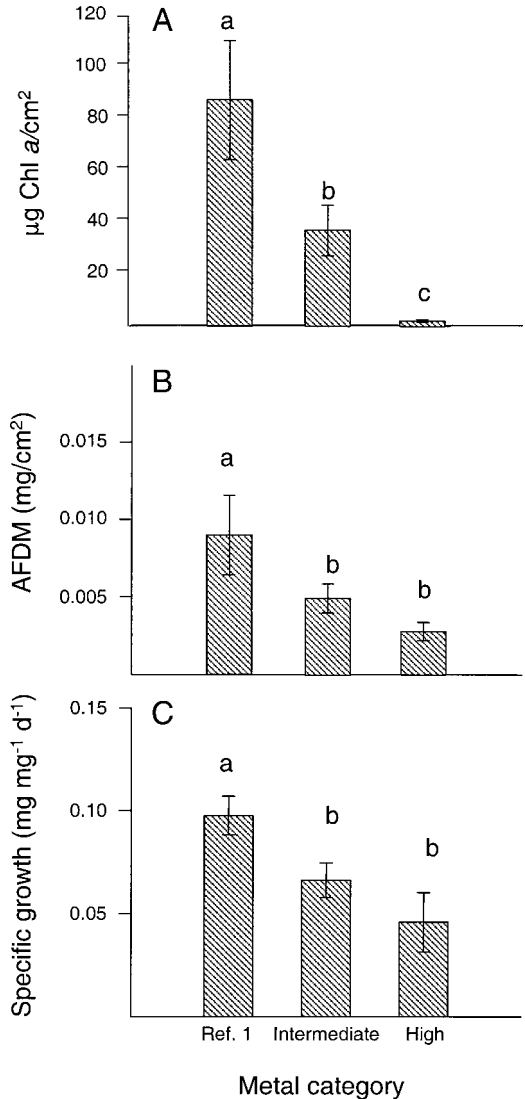 A
a
120
100
80
60
40
20
µg Chl a/cm²
b
c
B
a
0.015
0.010
0.005
AFDM (mg/cm²)
b
b
C
a
0.15
0.10
0.05
Specific growth (mg mg⁻¹ d⁻¹)
b
b
Ref. 1 Intermediate High
Metal category